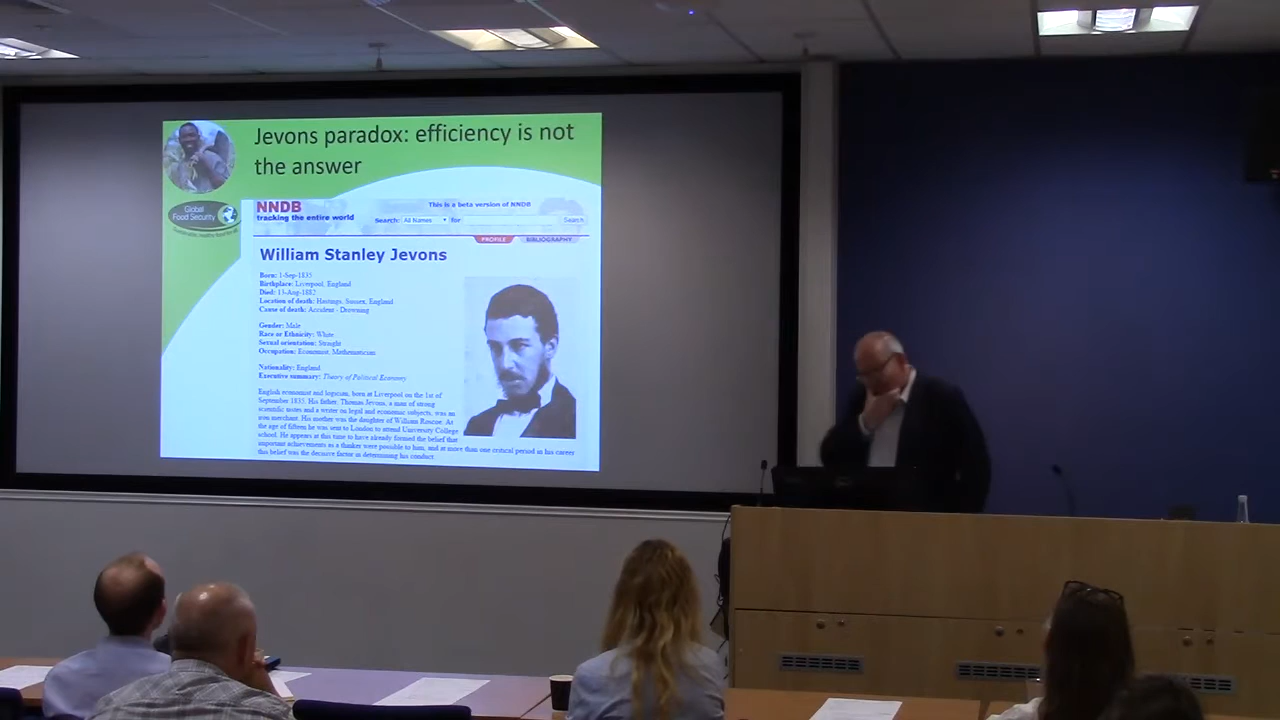 Jevons paradox: efficiency is not
the answer
Global
Food Security
NNDB
tracking the entire world
This is a beta version of NNDB
Search: All Names for Search
PROFILE BIBLIOGRAPHY
William Stanley Jevons
Born: 1-Sep-1835
Birthplace: Liverpool, England
Died: 13-Aug-1882
Location of death: Hastings, Sussex, England
Cause of death: Accident - Drowning
Gender: Male
Race or Ethnicity: White
Sexual orientation: Straight
Occupation: Economist, Mathematician
Nationality: England
Executive summary: Theory of Political Economy
English economist and logician, born at Liverpool on the 1st of
September 1835. His father, Thomas Jevons, a man of strong
scientific tastes and a writer on legal and economic subjects, was an
iron merchant. His mother was the daughter of William Roscoe. At
the age of fifteen he was sent to London to attend University College
school. He appears at this time to have already formed the belief that
important achievements as a thinker were possible to him, and at more than one critical period in his career
this belief was the decisive factor in determining his conduct.